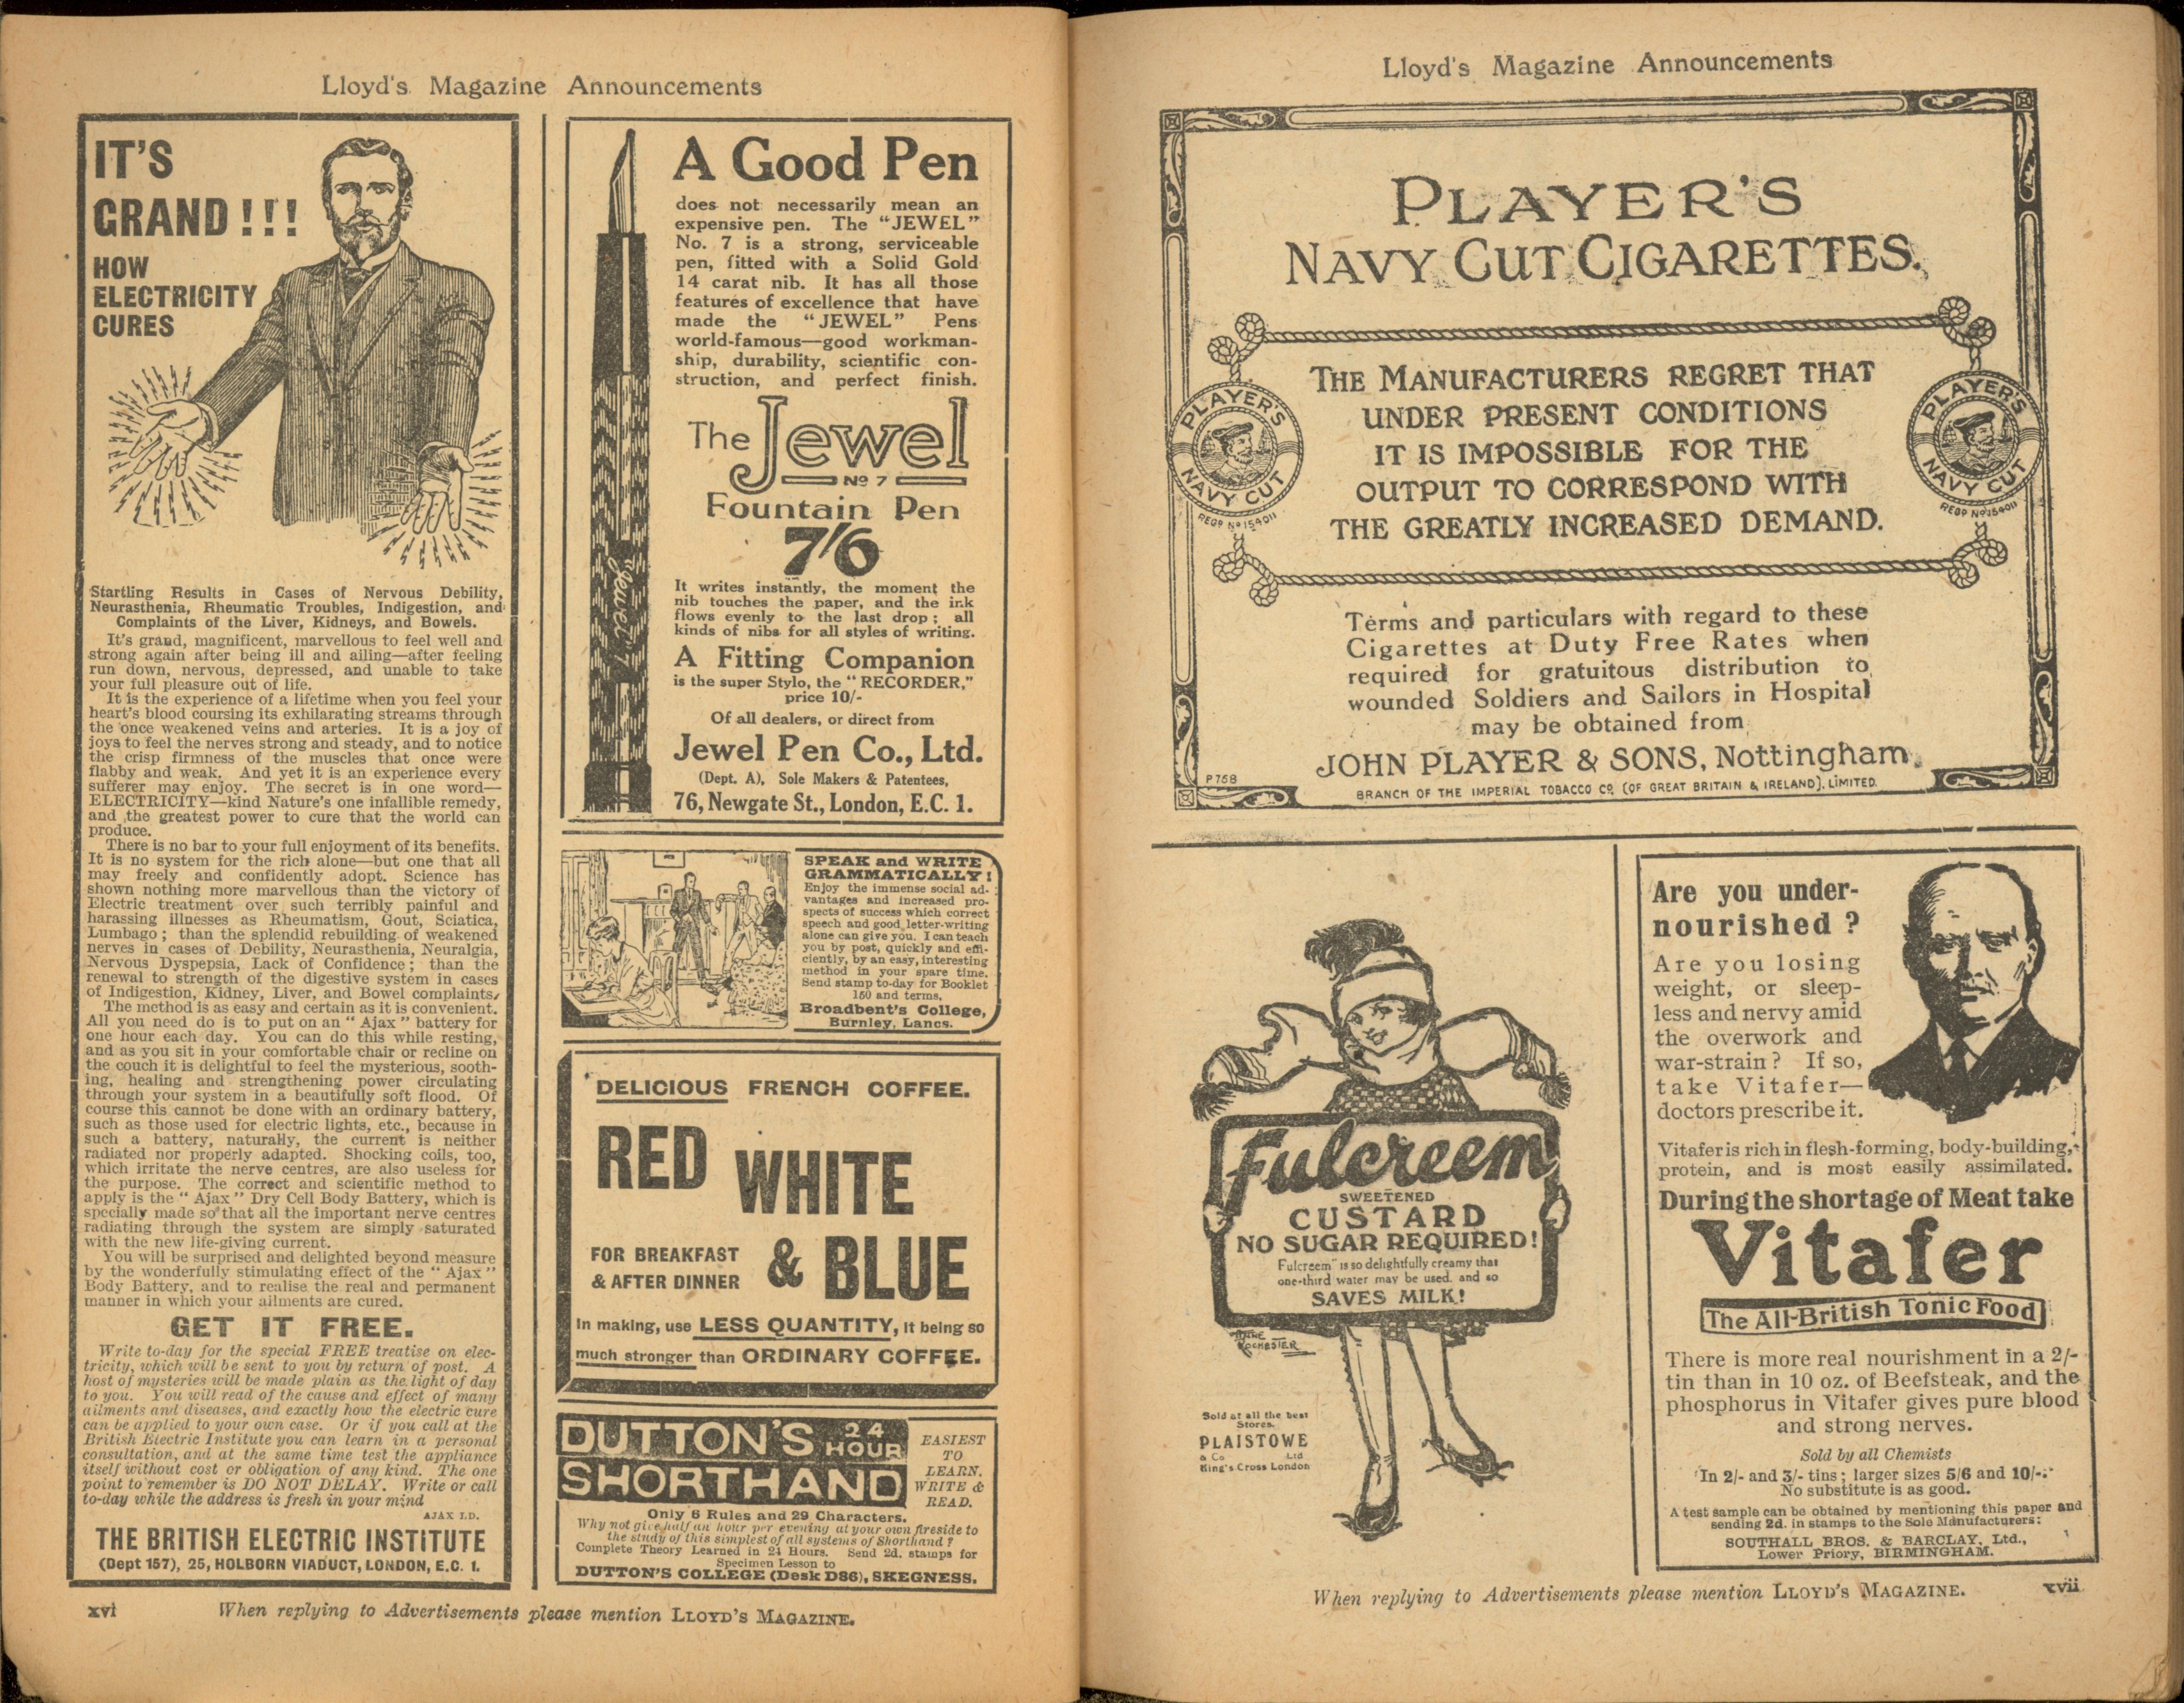 Lloyd's Magazine Announcements
IT'S
GRAND!!!
HOW
ELECTRICITY
CURES
Startling Results in Cases of Nervous Debility,
Neurasthenia, Rheumatic Troubles, Indigestion, and
Complaints of the Liver, Kidneys, and Bowels.
It's grand, magnificent, marvellous to feel well and
strong again after being ill and ailing—after feeling
run down, nervous, depressed, and unable to take
your full pleasure out of life.
It is the experience of a lifetime when you feel your
heart's blood coursing its exhilarating streams through
the once weakened veins and arteries. It is a joy of
joys to feel the nerves strong and steady, and to notice
the crisp firmness of the muscles that once were
flabby and weak. And yet it is an experience every
sufferer may enjoy. The secret is in one word—
ELECTRICITY—kind Nature's one infallible remedy,
and the greatest power to cure that the world can
produce.
There is no bar to your full enjoyment of its benefits.
It is no system for the rich alone—but one that all
may freely and confidently adopt. Science has
shown nothing more marvellous than the victory of
Electric treatment over such terribly painful and
harassing illnesses as Rheumatism, Gout, Sciatica,
Lumbago; than the splendid rebuilding of weakened
nerves in cases of Debility, Neurasthenia, Neuralgia,
Nervous Dyspepsia, Lack of Confidence; than the
renewal to strength of the digestive system in cases
of Indigestion, Kidney, Liver, and Bowel complaints.
The method is as easy and certain as it is convenient.
All you need do is to put on an "Ajax" battery for
one hour each day. You can do this while resting,
and as you sit in your comfortable chair or recline on
the couch it is delightful to feel the mysterious, sooth-
ing, healing and strengthening power circulating
through your system in a beautifully soft flood. Of
course this cannot be done with an ordinary battery,
such as those used for electric lights, etc., because in
such a battery, naturally, the current is neither
radiated nor properly adapted. Shocking coils, too,
which irritate the nerve centres, are also useless for
the purpose. The correct and scientific method to
apply is the "Ajax" Dry Cell Body Battery, which is
specially made so that all the important nerve centres
radiating through the system are simply saturated
with the new life-giving current.
You will be surprised and delighted beyond measure
by the wonderfully stimulating effect of the "Ajax"
Body Battery, and to realise the real and permanent
manner in which your ailments are cured.
GET IT FREE.
Write to-day for the special FREE treatise on elec-
tricity, which will be sent to you by return of post. A
host of mysteries will be made plain as the light of day
to you. You will read of the cause and effect of many
ailments and diseases, and exactly how the electric cure
can be applied to your own case. Or if you call at the
British Electric Institute you can learn in a personal
consultation, and at the same time test the appliance
itself without cost or obligation of any kind. The one
point to remember is DO NOT DELAY. Write or call
to-day while the address is fresh in your mind
AJAX LD.
THE BRITISH ELECTRIC INSTITUTE
(Dept 157), 25, HOLBORN VIADUCT, LONDON, E.C. 1.
A Good Pen
does not necessarily mean an
expensive pen. The "JEWEL"
No. 7 is a strong, serviceable
pen, fitted with a Solid Gold
14 carat nib. It has all those
features of excellence that have
made the "JEWEL" Pens
world-famous—good workman-
ship, durability, scientific con-
struction, and perfect finish.
The Jewel
No 7
Fountain Pen
7/6
"Jewel" 7
It writes instantly, the moment the
nib touches the paper, and the ink
flows evenly to the last drop; all
kinds of nibs for all styles of writing.
A Fitting Companion
is the super Stylo, the "RECORDER,"
price 10/-
Of all dealers, or direct from
Jewel Pen Co., Ltd.
(Dept. A), Sole Makers & Patentees,
76, Newgate St., London, E.C. 1.
SPEAK and WRITE
GRAMMATICALLY!
Enjoy the immense social ad-
vantages and increased pro-
spects of success which correct
speech and good letter-writing
alone can give you. I can teach
you by post, quickly and effi-
ciently, by an easy, interesting
method in your spare time.
Send stamp to-day for Booklet
160 and terms,
Broadbent's College,
Burnley, Lancs.
DELICIOUS FRENCH COFFEE.
RED WHITE
& BLUE
FOR BREAKFAST
& AFTER DINNER
In making, use LESS QUANTITY, it being so
much stronger than ORDINARY COFFEE.
DUTTON'S 24
HOUR
SHORTHAND
EASIEST
TO
LEARN.
WRITE &
READ.
Only 6 Rules and 29 Characters.
Why not give half an hour per evening at your own fireside to
the study of this simplest of all systems of Shorthand?
Complete Theory Learned in 24 Hours. Send 2d. stamps for
Specimen Lesson to
DUTTON'S COLLEGE (Desk D86), SKEGNESS.
xvi
When replying to Advertisements please mention LLOYD'S MAGAZINE.
Lloyd's Magazine Announcements
PLAYER'S
NAVY CUT CIGARETTES.
THE MANUFACTURERS REGRET THAT
UNDER PRESENT CONDITIONS
IT IS IMPOSSIBLE FOR THE
OUTPUT TO CORRESPOND WITH
THE GREATLY INCREASED DEMAND.
PLAYER'S
NAVY CUT
REGD No 154011
PLAYER'S
NAVY CUT
REGD No 154011
Terms and particulars with regard to these
Cigarettes at Duty Free Rates when
required for gratuitous distribution to
wounded Soldiers and Sailors in Hospital
may be obtained from
JOHN PLAYER & SONS, Nottingham.
P758
BRANCH OF THE IMPERIAL TOBACCO CO. (OF GREAT BRITAIN & IRELAND), LIMITED.
Fulcreem
SWEETENED
CUSTARD
NO SUGAR REQUIRED!
Fulcreem" is so delightfully creamy that
one-third water may be used, and so
SAVES MILK!
ROCHESTER
Sold at all the best
Stores.
PLAISTOWE
& Co Ltd
King's Cross London
Are you under-
nourished?
Are you losing
weight, or sleep-
less and nervy amid
the overwork and
war-strain? If so,
take Vitafer—
doctors prescribe it.
Vitafer is rich in flesh-forming, body-building,
protein, and is most easily assimilated.
During the shortage of Meat take
Vitafer
The All-British Tonic Food
There is more real nourishment in a 2/-
tin than in 10 oz. of Beefsteak, and the
phosphorus in Vitafer gives pure blood
and strong nerves.
Sold by all Chemists
In 2/- and 3/- tins; larger sizes 5/6 and 10/-.
No substitute is as good.
A test sample can be obtained by mentioning this paper and
sending 2d. in stamps to the Sole Manufacturers:
SOUTHALL BROS. & BARCLAY, Ltd.,
Lower Priory, BIRMINGHAM.
When replying to Advertisements please mention LLOYD'S MAGAZINE.
xvii